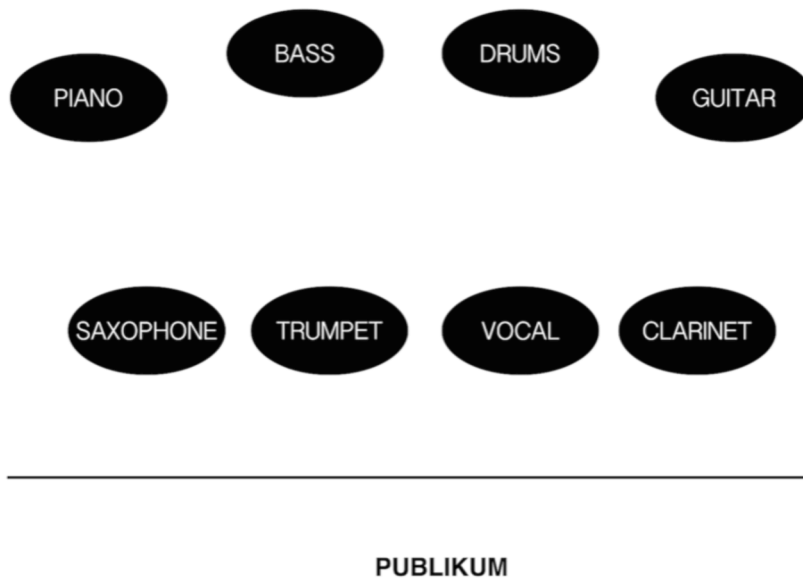 BASS DRUMS
PIANO GUITAR
SAXOPHONE TRUMPET VOCAL CLARINET
PUBLIKUM